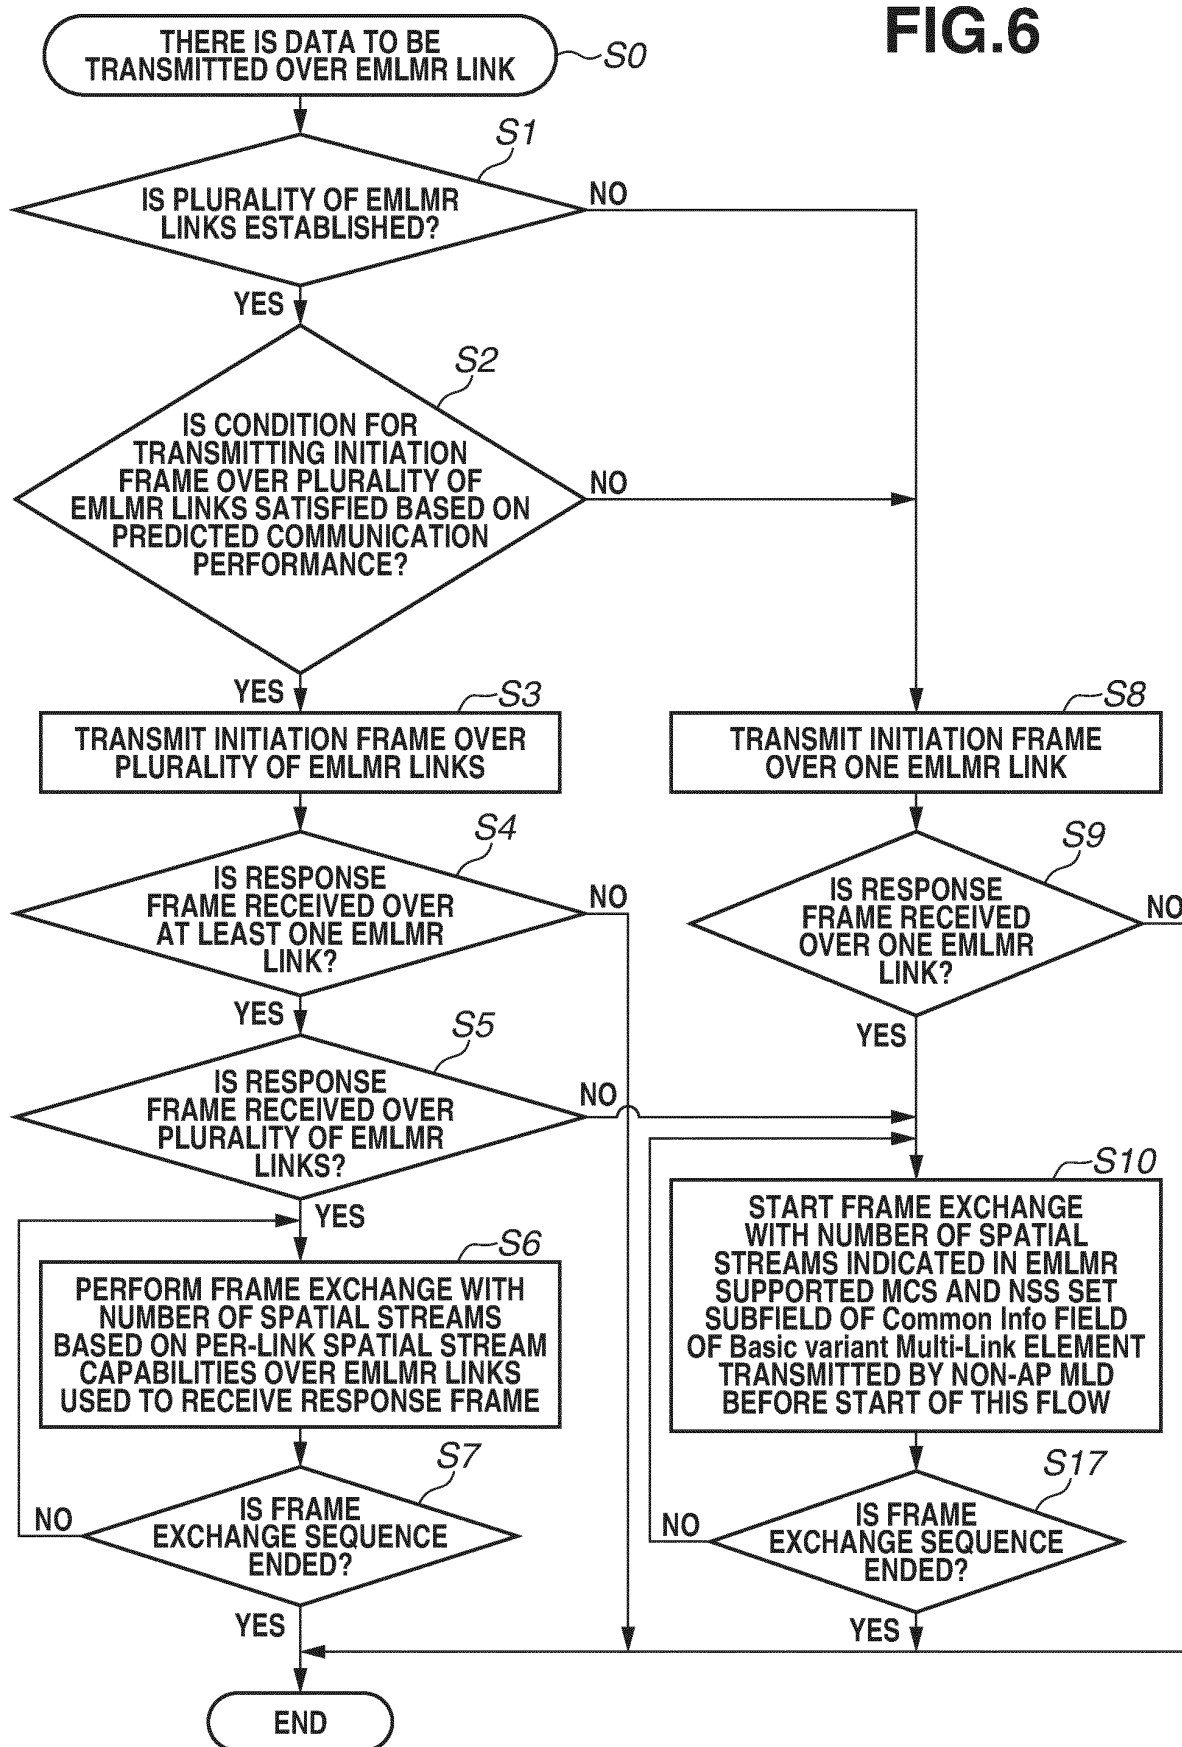 FIG.6
THERE IS DATA TO BE
TRANSMITTED OVER EMLMR LINK
S0
S1
IS PLURALITY OF EMLMR
LINKS ESTABLISHED?
NO
YES
S2
IS CONDITION FOR
TRANSMITTING INITIATION
FRAME OVER PLURALITY OF
EMLMR LINKS SATISFIED BASED ON
PREDICTED COMMUNICATION
PERFORMANCE?
NO
YES
S3
TRANSMIT INITIATION FRAME OVER
PLURALITY OF EMLMR LINKS
S8
TRANSMIT INITIATION FRAME
OVER ONE EMLMR LINK
S4
IS RESPONSE
FRAME RECEIVED OVER
AT LEAST ONE EMLMR
LINK?
NO
YES
S9
IS RESPONSE
FRAME RECEIVED
OVER ONE EMLMR
LINK?
NO
YES
S5
IS RESPONSE
FRAME RECEIVED OVER
PLURALITY OF EMLMR
LINKS?
NO
YES
S6
PERFORM FRAME EXCHANGE WITH
NUMBER OF SPATIAL STREAMS
BASED ON PER-LINK SPATIAL STREAM
CAPABILITIES OVER EMLMR LINKS
USED TO RECEIVE RESPONSE FRAME
S10
START FRAME EXCHANGE
WITH NUMBER OF SPATIAL
STREAMS INDICATED IN EMLMR
SUPPORTED MCS AND NSS SET
SUBFIELD OF Common Info FIELD
OF Basic variant Multi-Link ELEMENT
TRANSMITTED BY NON-AP MLD
BEFORE START OF THIS FLOW
S7
IS FRAME
EXCHANGE SEQUENCE
ENDED?
NO
YES
S17
IS FRAME
EXCHANGE SEQUENCE
ENDED?
NO
YES
END